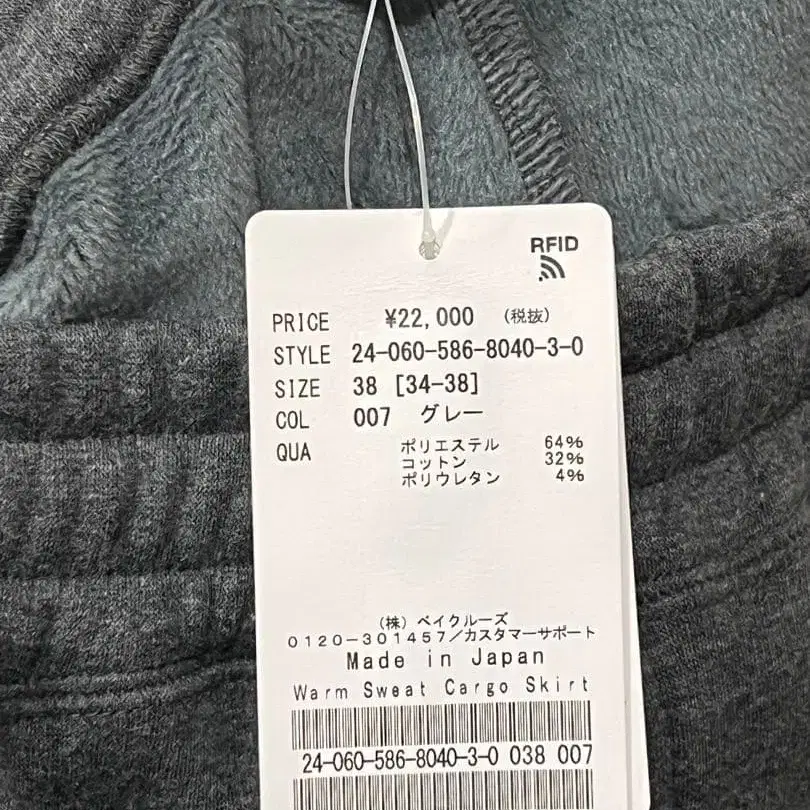 RFID
PRICE ¥22,000 (税抜)
STYLE 24-060-586-8040-3-0
SIZE 38 [34-38]
COL 007 グレー
QUA ポリエステル 64%
コットン 32%
ポリウレタン 4%
(株)ベイクルーズ
0120-301457/カスタマーサポート
Made in Japan
Warm Sweat Cargo Skirt
24-060-586-8040-3-0 038 007